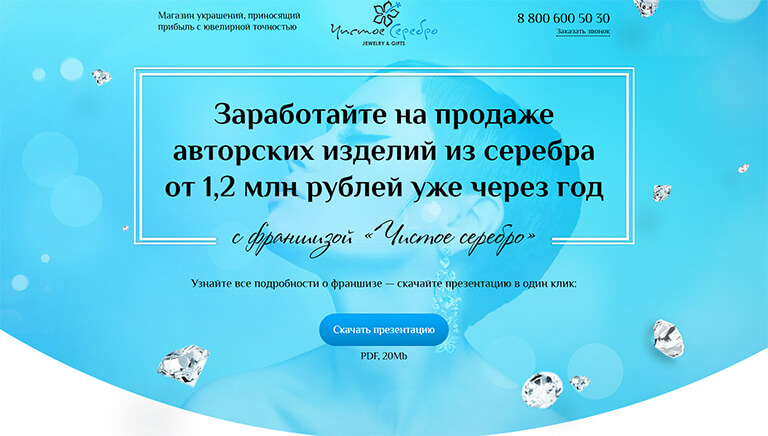 Магазин украшений, приносящий
прибыль с ювелирной точностью
Чистое Серебро
JEWELRY & GIFTS
8 800 600 50 30
Заказать звонок
Заработайте на продаже
авторских изделий из серебра
от 1,2 млн рублей уже через год
с франшизой «Чистое серебро»
Узнайте все подробности о франшизе — скачайте презентацию в один клик:
Скачать презентацию
PDF, 20Mb